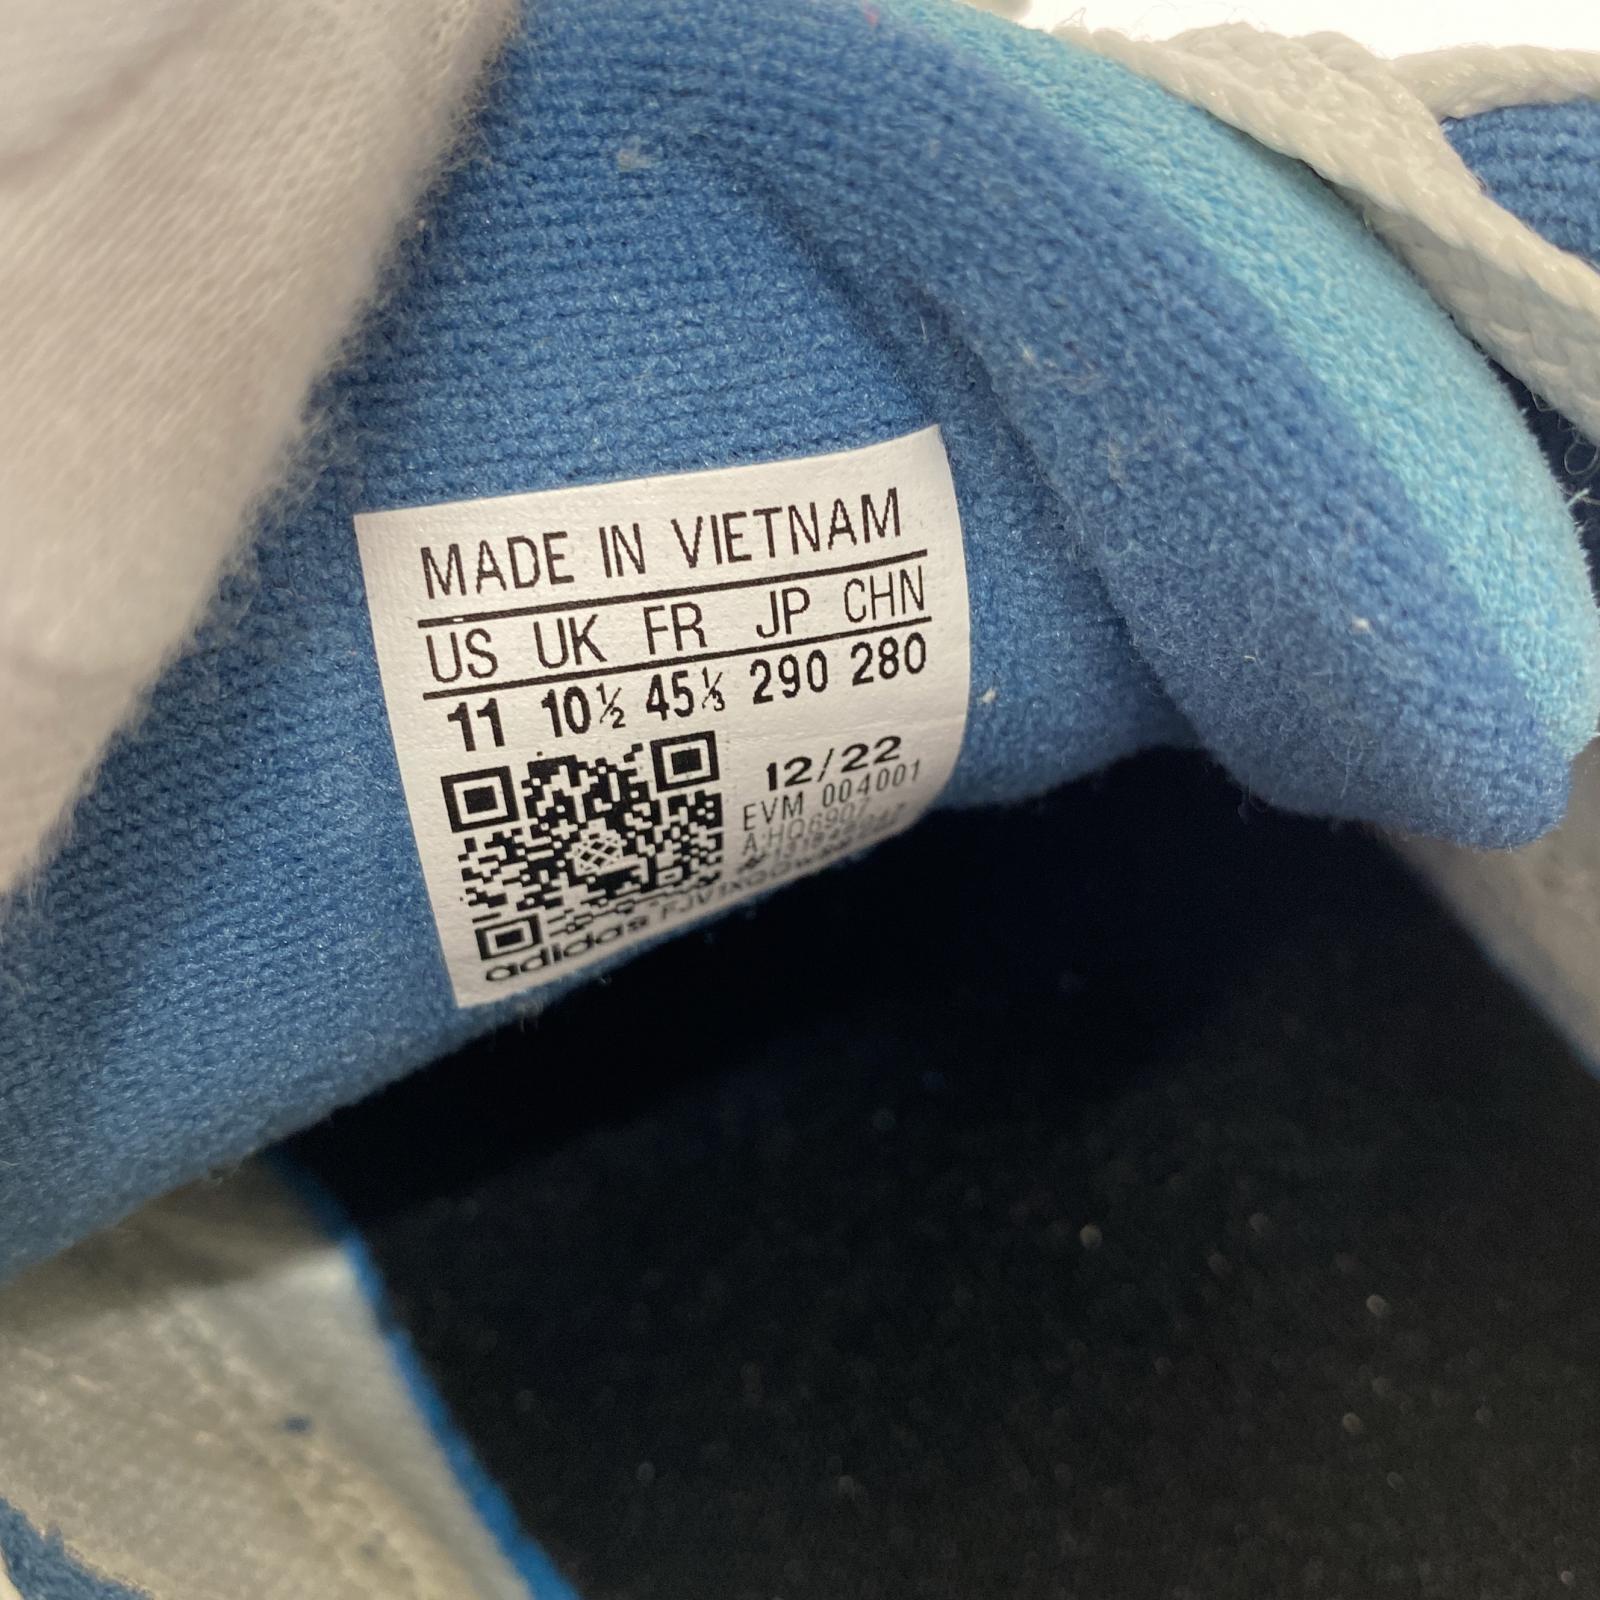 MADE IN VIETNAM
US UK FR JP CHN
11 10½ 45⅓ 290 280
12/22
EVM 004001
A:HQ6907
adidas